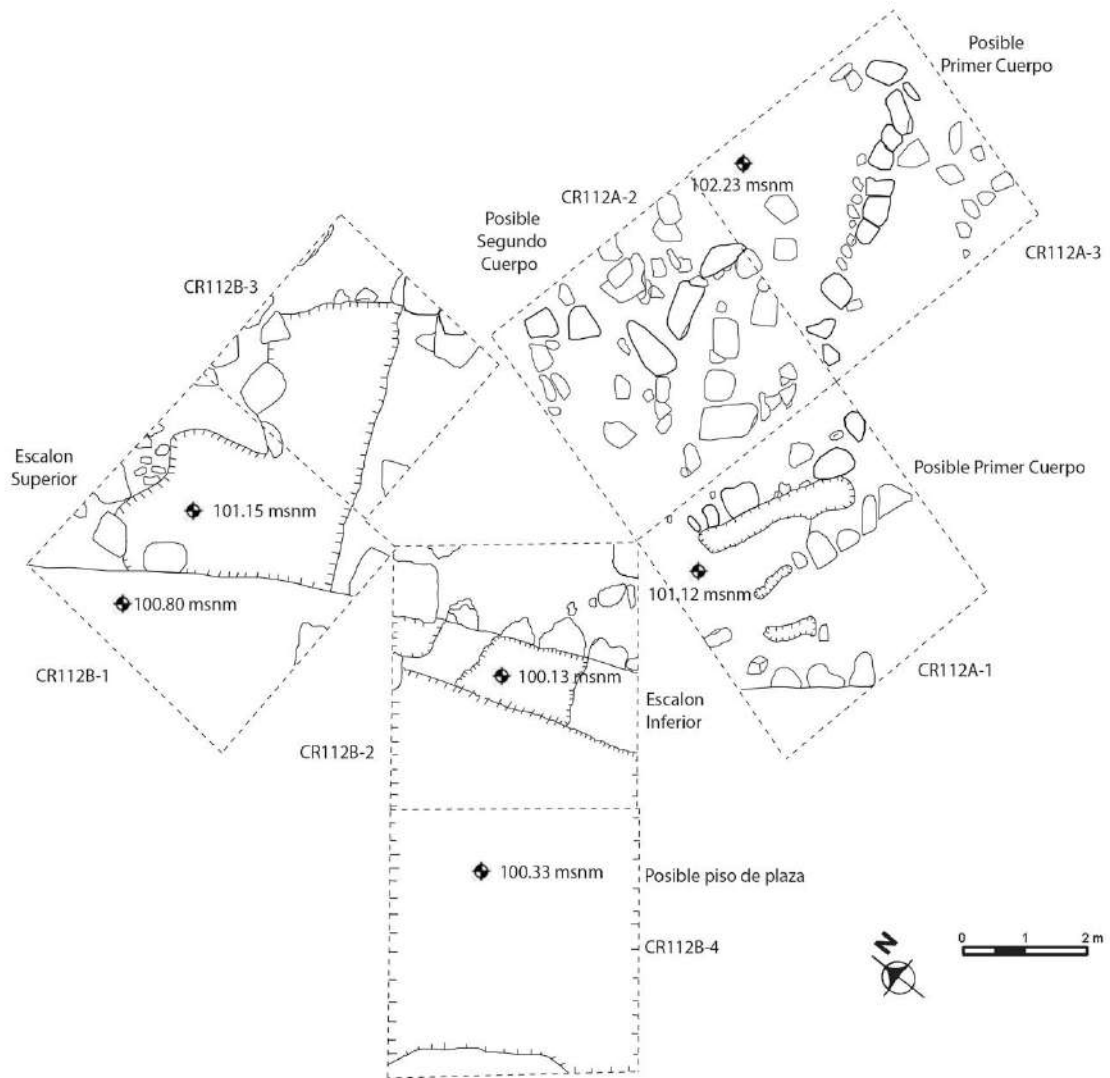 Posible
Primer Cuerpo
102.23 msnm
CR112A-2
Posible
Segundo
Cuerpo
CR112A-3
CR112B-3
Escalon
Superior
Posible Primer Cuerpo
101.15 msnm
101.12 msnm
100.80 msnm
CR112B-1
CR112A-1
100.13 msnm
Escalon
Inferior
CR112B-2
100.33 msnm
Posible piso de plaza
CR112B-4
N
0 1 2 m